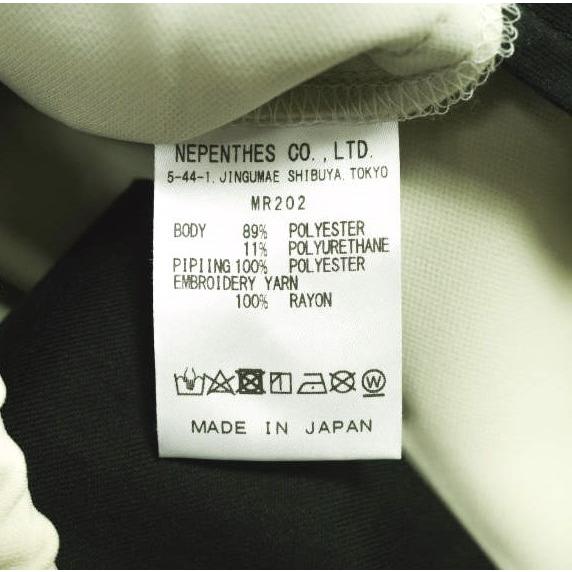 NEPENTHES CO.,LTD.
5-44-1, JINGUMAE SHIBUYA, TOKYO
MR202
BODY 89% POLYESTER
11% POLYURETHANE
PIPIING 100% POLYESTER
EMBROIDERY YARN
100% RAYON
W
MADE IN JAPAN